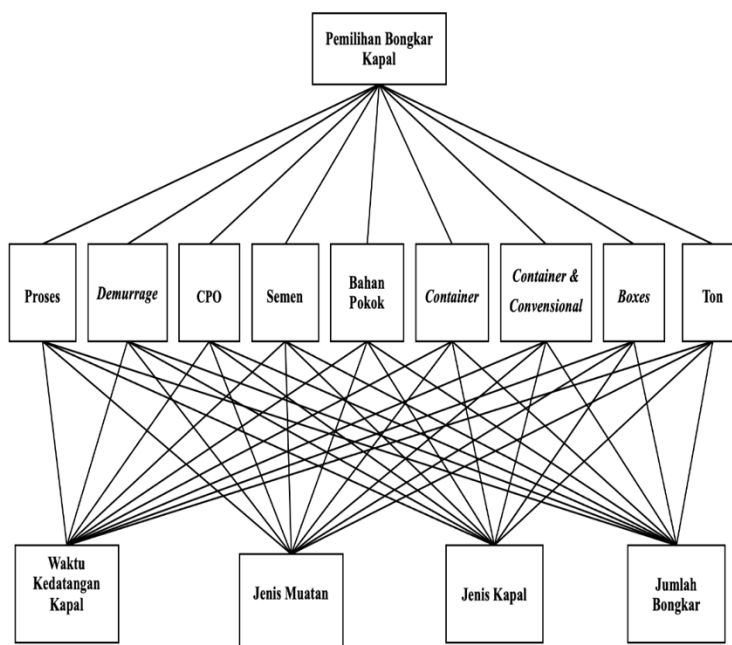 Pemilihan Bongkar
Kapal
Proses
Demurrage
CPO
Semen
Bahan
Pokok
Container
Container &
Convensional
Boxes
Ton
Waktu
Kedatangan
Kapal
Jenis Muatan
Jenis Kapal
Jumlah
Bongkar